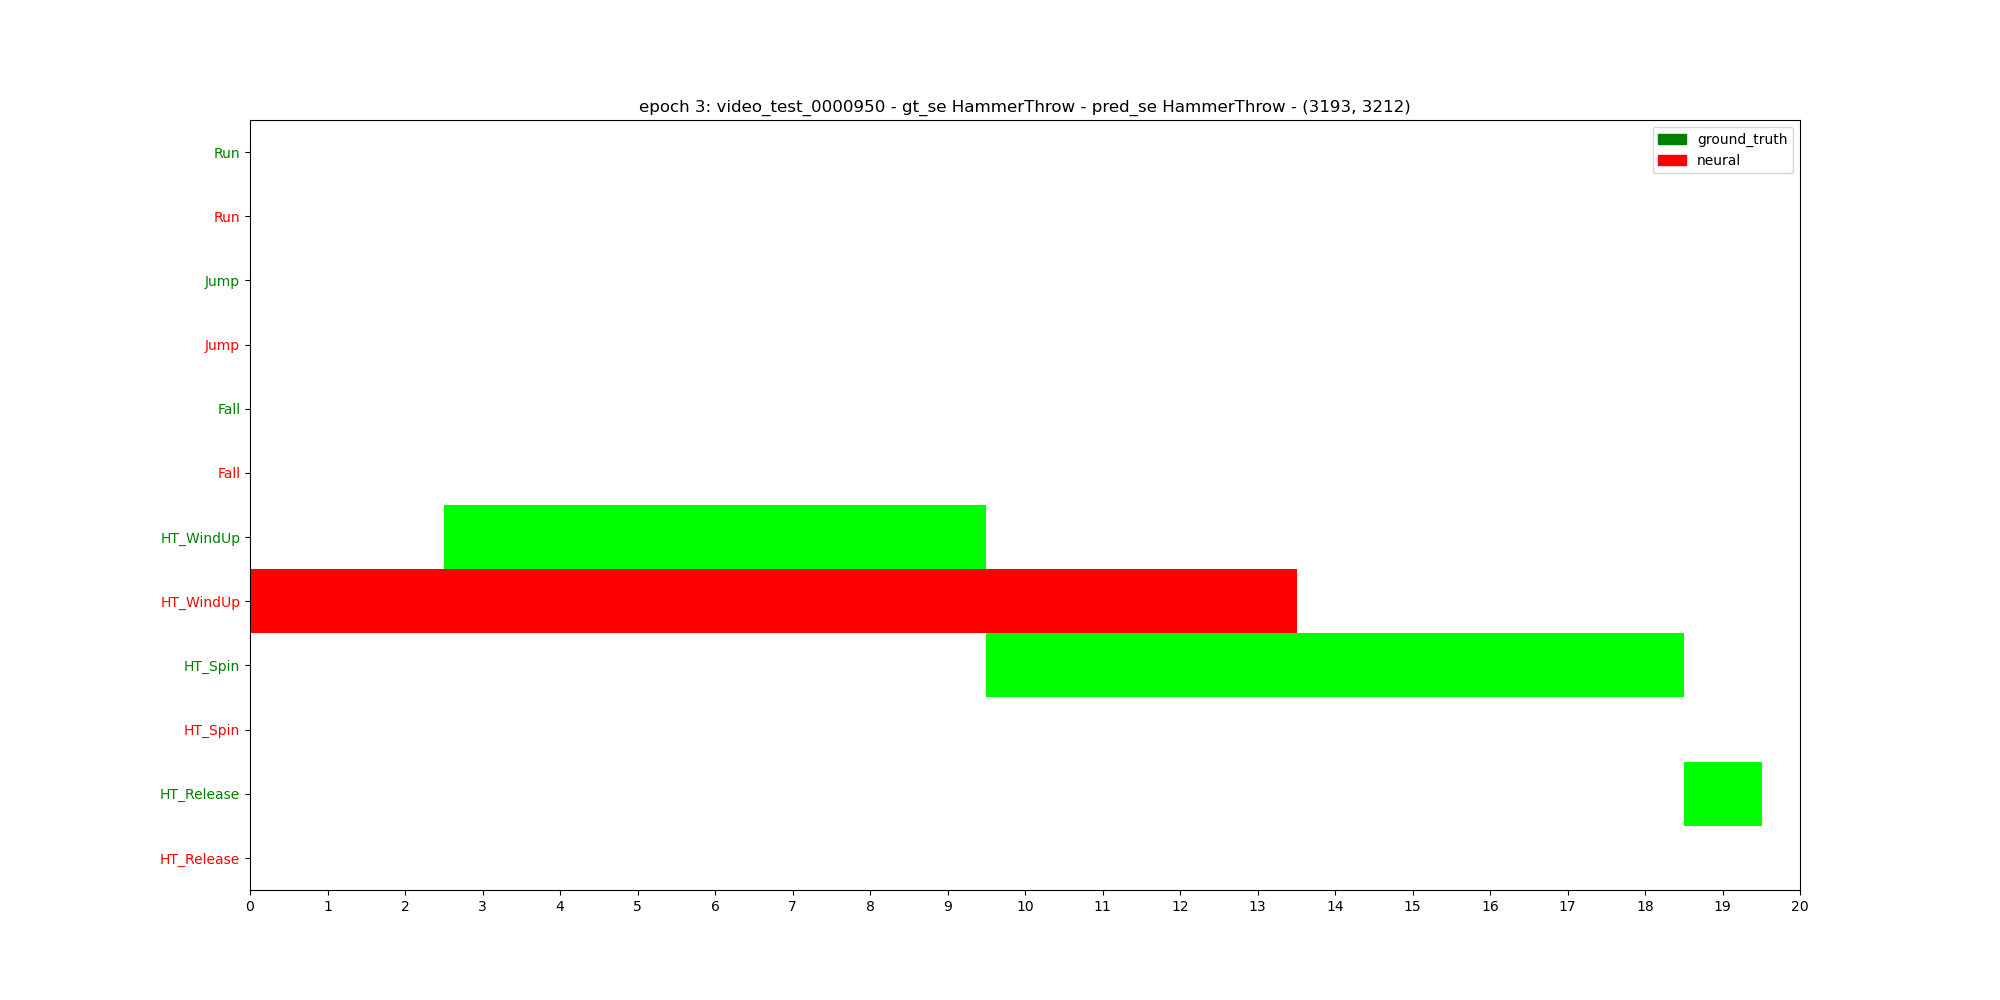 epoch 3: video_test_0000950 - gt_se HammerThrow - pred_se HammerThrow - (3193, 3212)
ground_truth
neural
Run
Run
Jump
Jump
Fall
Fall
HT_WindUp
HT_WindUp
HT_Spin
HT_Spin
HT_Release
HT_Release
0 1 2 3 4 5 6 7 8 9 10 11 12 13 14 15 16 17 18 19 20